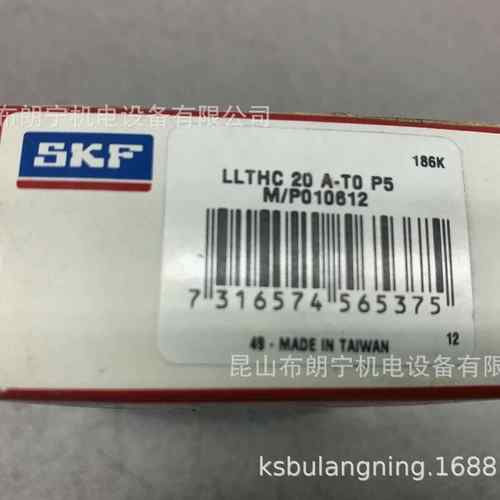 布朗宁机电设备有限公司
SKF
186K
LLTHC 20 A-T0 P5
M/P010612
7 316574 565375
49 - MADE IN TAIWAN
12
昆山布朗宁机电设备有限
ksbulangning.1688